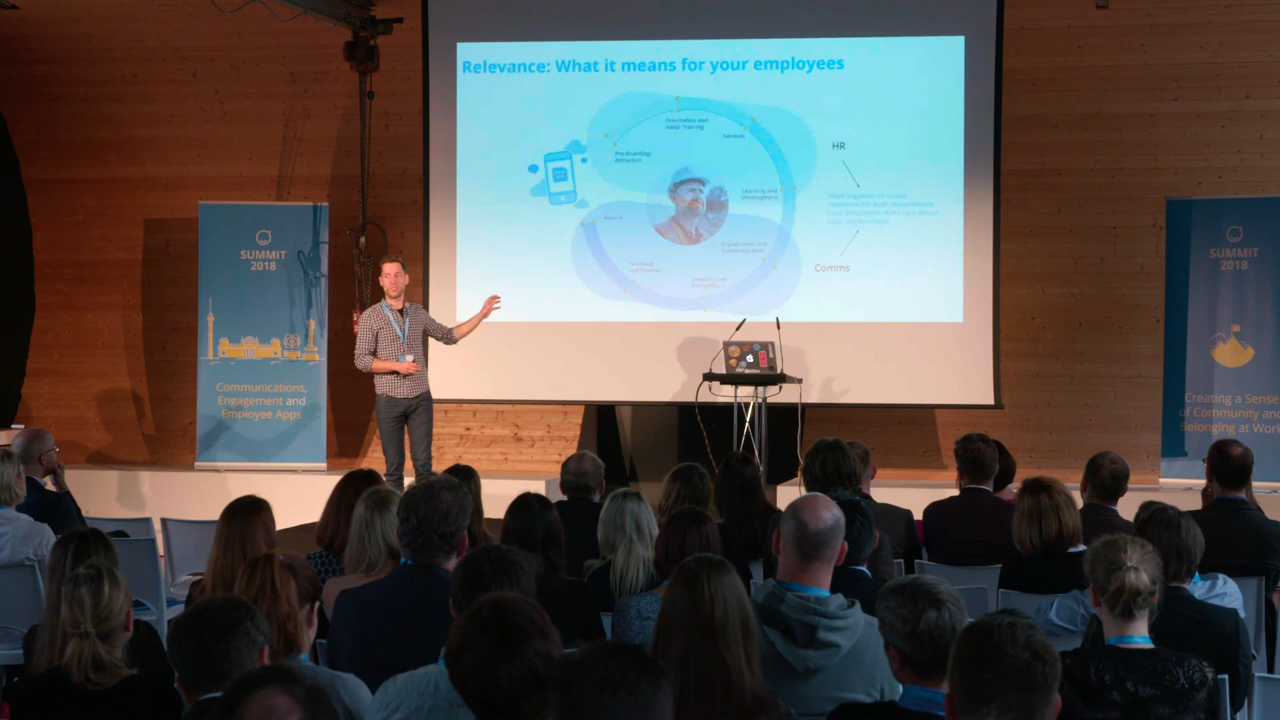 Relevance: What it means for your employees
Orientation and
Initial Training
Services
Pre-Boarding/
Attraction
HR
Learning and
Development
Engagement and
Communication
Comms
SUMMIT
2018
Communications,
Engagement and
Employee Apps
SUMMIT
2018
Creating a Sense
of Community and
Belonging at Work